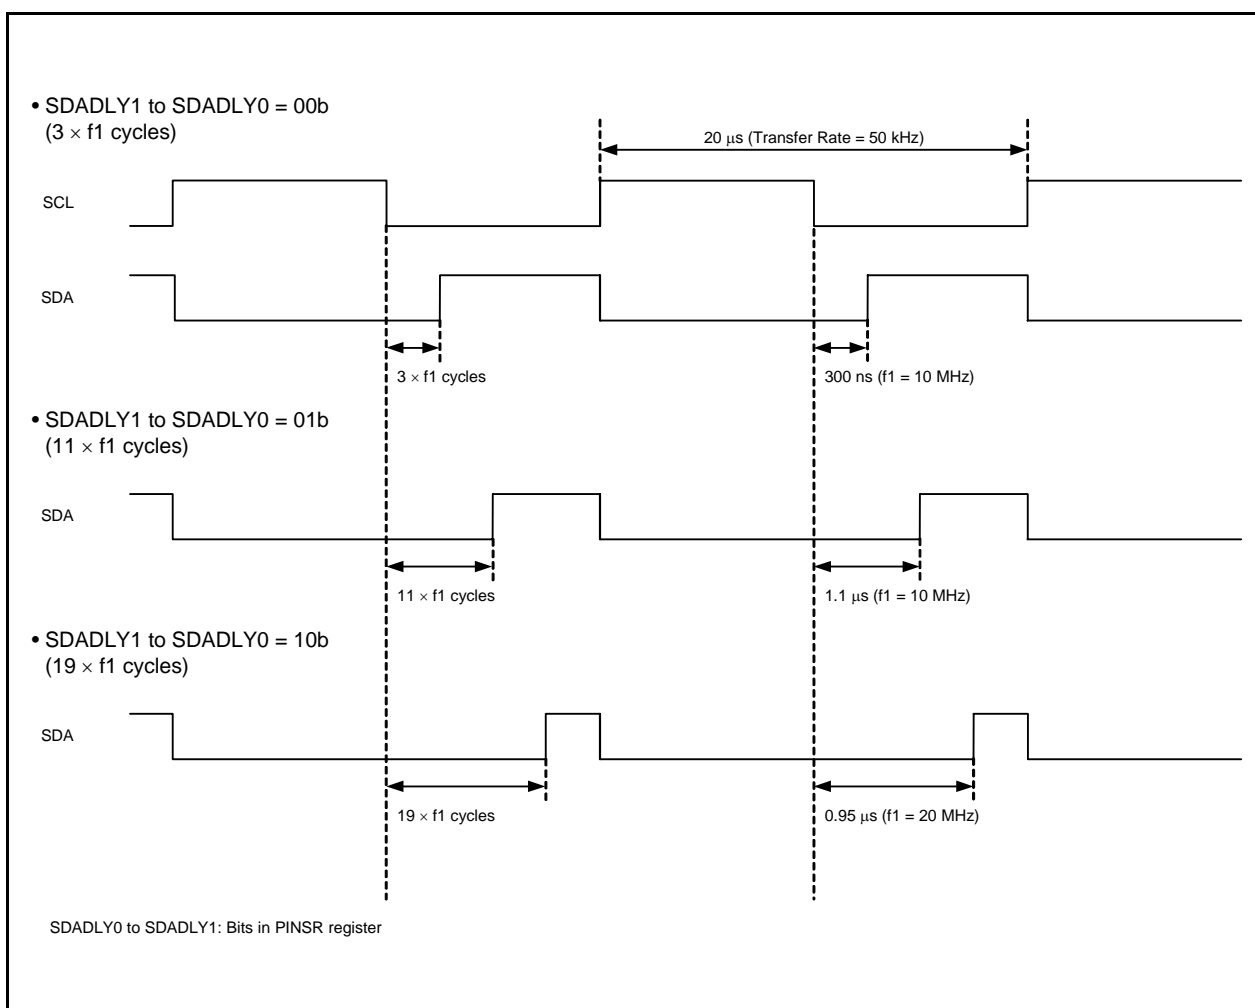 • SDADLY1 to SDADLY0 = 00b
(3 × f1 cycles)
20 μs (Transfer Rate = 50 kHz)
SCL
SDA
3 × f1 cycles
300 ns (f1 = 10 MHz)
• SDADLY1 to SDADLY0 = 01b
(11 × f1 cycles)
SDA
11 × f1 cycles
1.1 μs (f1 = 10 MHz)
• SDADLY1 to SDADLY0 = 10b
(19 × f1 cycles)
SDA
19 × f1 cycles
0.95 μs (f1 = 20 MHz)
SDADLY0 to SDADLY1: Bits in PINSR register